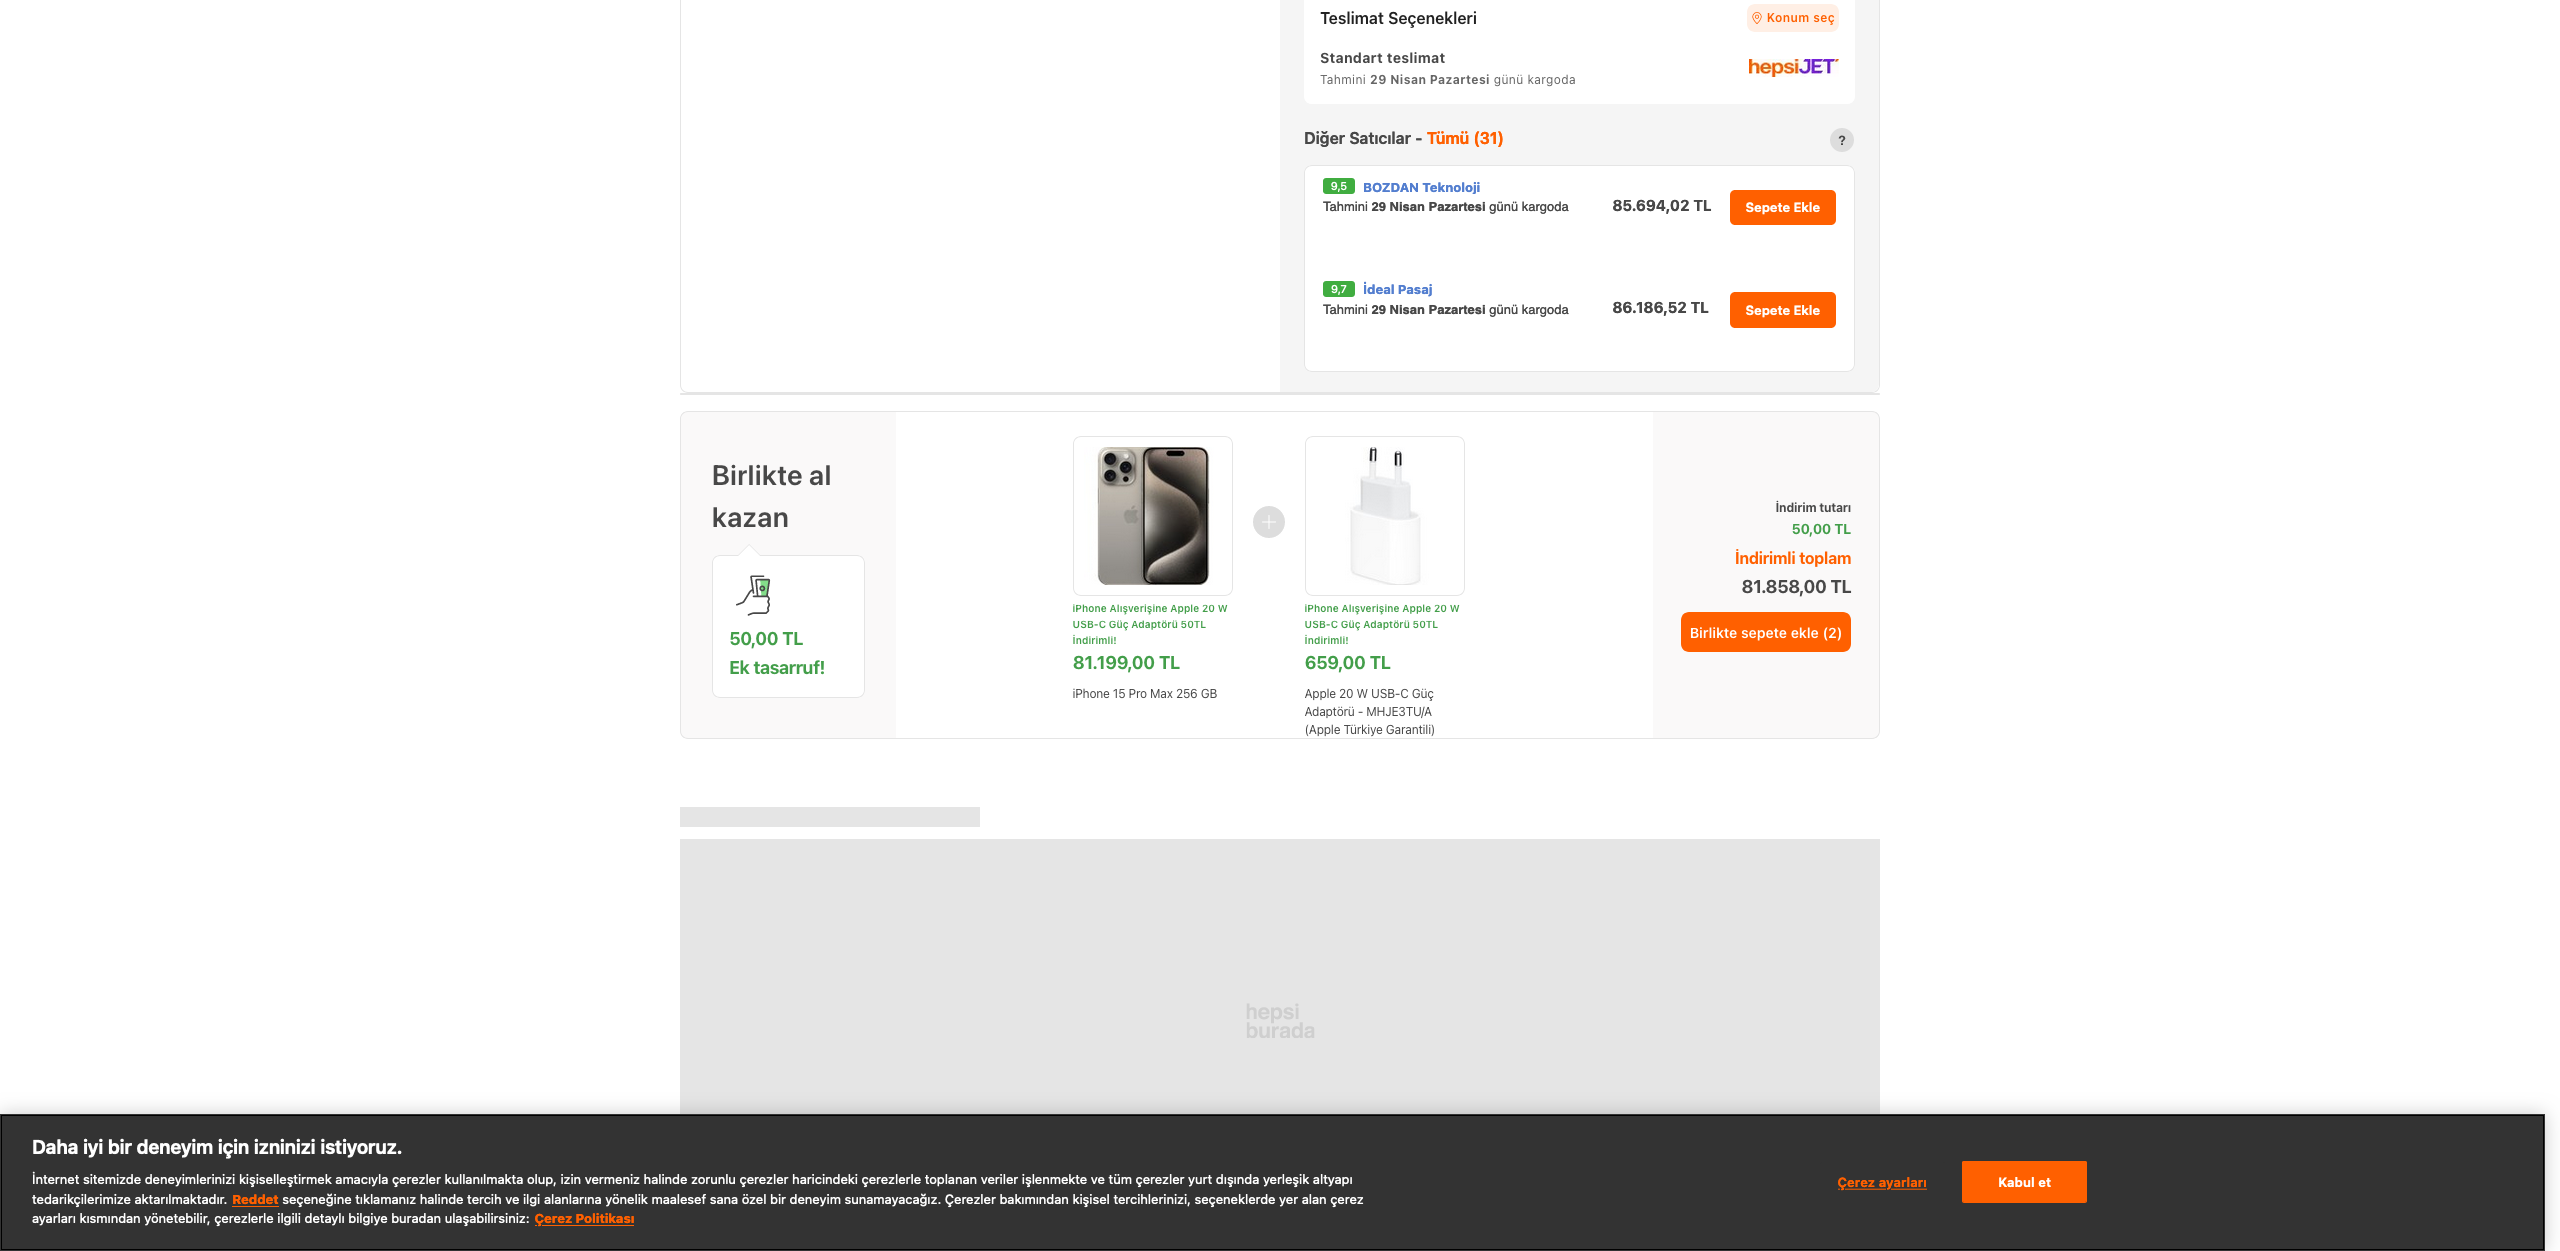 Teslimat Seçenekleri
Konum seç
Standart teslimat
Tahmini 29 Nisan Pazartesi günü kargoda
hepsiJET
Diğer Satıcılar - Tümü (31)
?
9,5 BOZDAN Teknoloji
Tahmini 29 Nisan Pazartesi günü kargoda
85.694,02 TL
Sepete Ekle
9,7 İdeal Pasaj
Tahmini 29 Nisan Pazartesi günü kargoda
86.186,52 TL
Sepete Ekle
Birlikte al
kazan
50,00 TL
Ek tasarruf!
iPhone Alışverişine Apple 20 W
USB-C Güç Adaptörü 50TL
İndirimli!
81.199,00 TL
iPhone 15 Pro Max 256 GB
iPhone Alışverişine Apple 20 W
USB-C Güç Adaptörü 50TL
İndirimli!
659,00 TL
Apple 20 W USB-C Güç
Adaptörü - MHJE3TU/A
(Apple Türkiye Garantili)
İndirim tutarı
50,00 TL
İndirimli toplam
81.858,00 TL
Birlikte sepete ekle (2)
hepsi
burada
Daha iyi bir deneyim için izninizi istiyoruz.
İnternet sitemizde deneyimlerinizi kişiselleştirmek amacıyla çerezler kullanılmakta olup, izin vermeniz halinde zorunlu çerezler haricindeki çerezlerle toplanan veriler işlenmekte ve tüm çerezler yurt dışında yerleşik altyapı
tedarikçilerimize aktarılmaktadır. Reddet seçeneğine tıklamanız halinde tercih ve ilgi alanlarına yönelik maalesef sana özel bir deneyim sunamayacağız. Çerezler bakımından kişisel tercihlerinizi, seçeneklerde yer alan çerez
ayarları kısmından yönetebilir, çerezlerle ilgili detaylı bilgiye buradan ulaşabilirsiniz: Çerez Politikası
Çerez ayarları
Kabul et